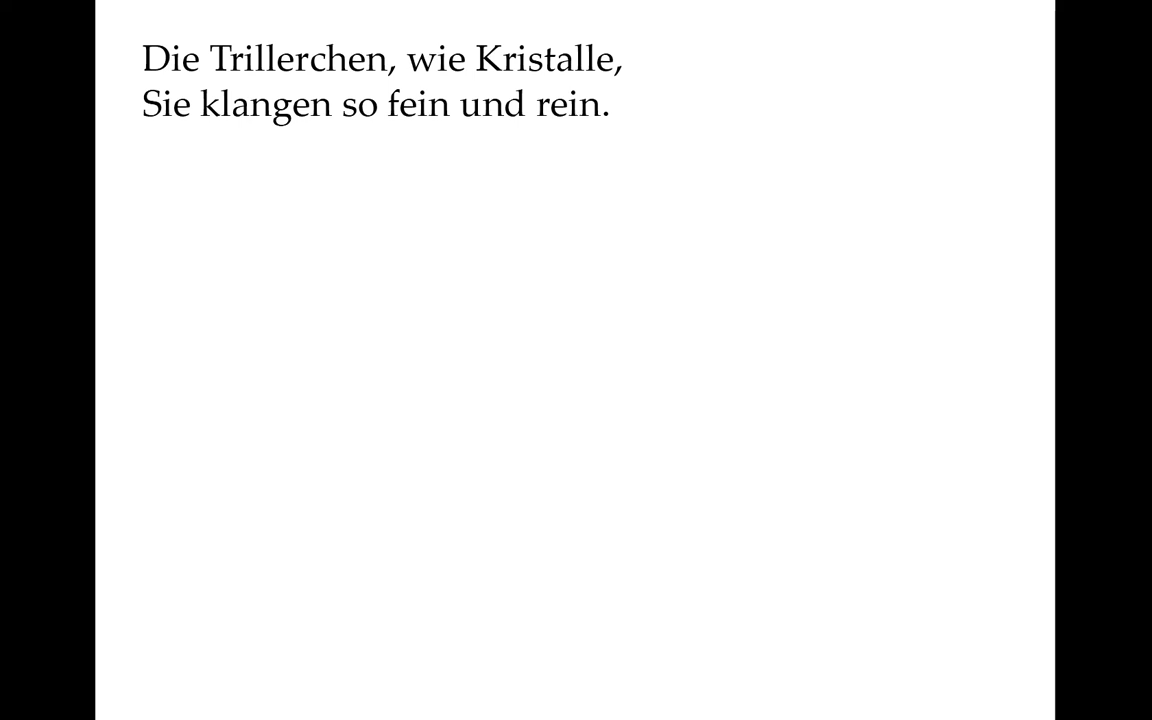 Die Trillerchen, wie Kristalle,
Sie klangen so fein und rein.